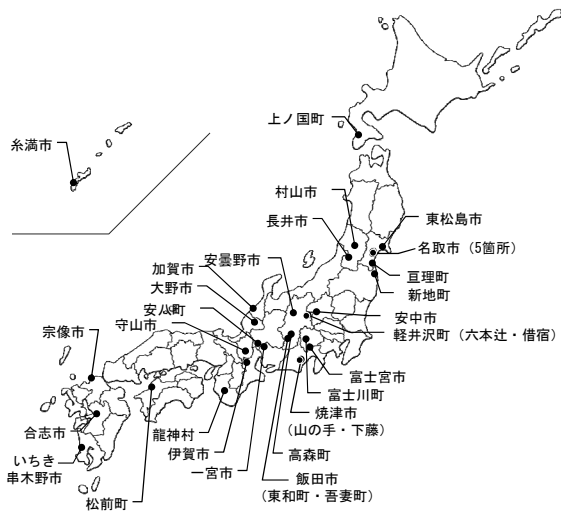 上ノ国町
糸満市
村山市
長井市
東松島市
名取市（5箇所）
亘理町
新地町
安曇野市
加賀市
大野市
安八町
守山市
宗像市
安中市
軽井沢町（六本辻・借宿）
富士宮市
富士川町
焼津市
（山の手・下藤）
高森町
飯田市
（東和町・吾妻町）
龍神村
伊賀市
一宮市
合志市
いちき
串木野市
松前町